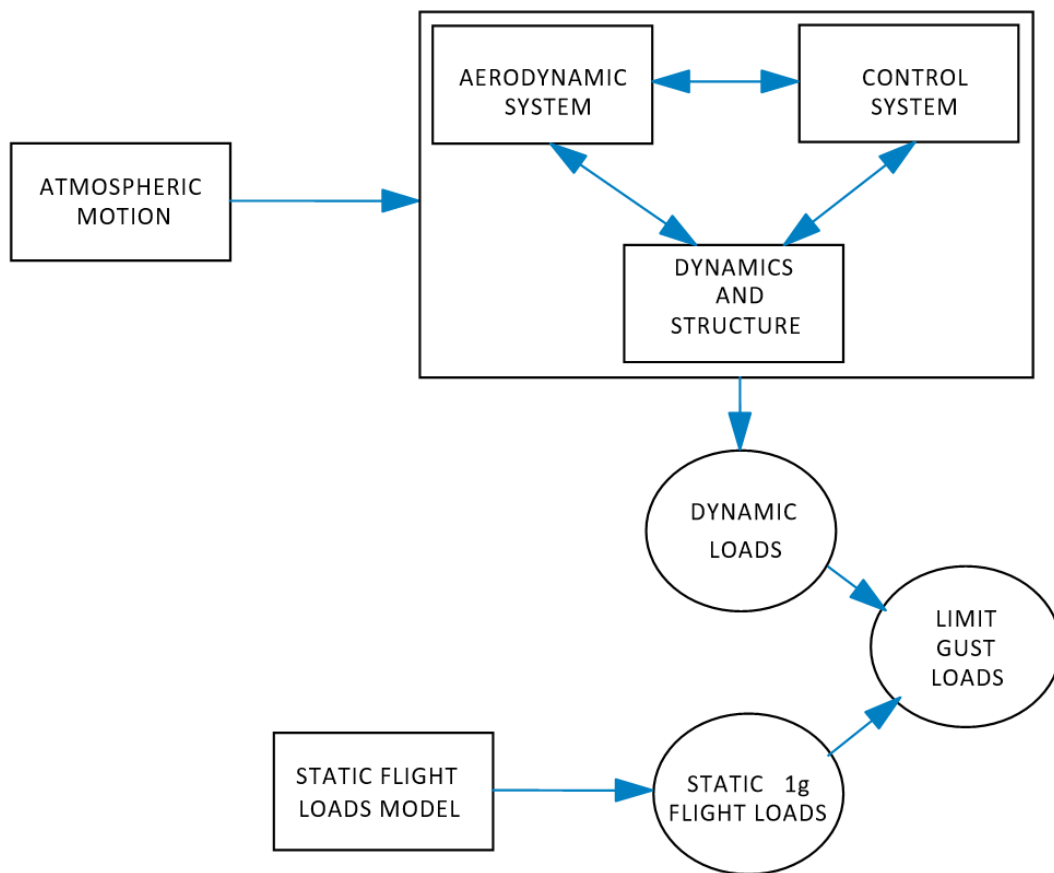 AERODYNAMIC
SYSTEM
CONTROL
SYSTEM
ATMOSPHERIC
MOTION
DYNAMICS
AND
STRUCTURE
DYNAMIC
LOADS
LIMIT
GUST
LOADS
STATIC FLIGHT
LOADS MODEL
STATIC 1g
FLIGHT LOADS